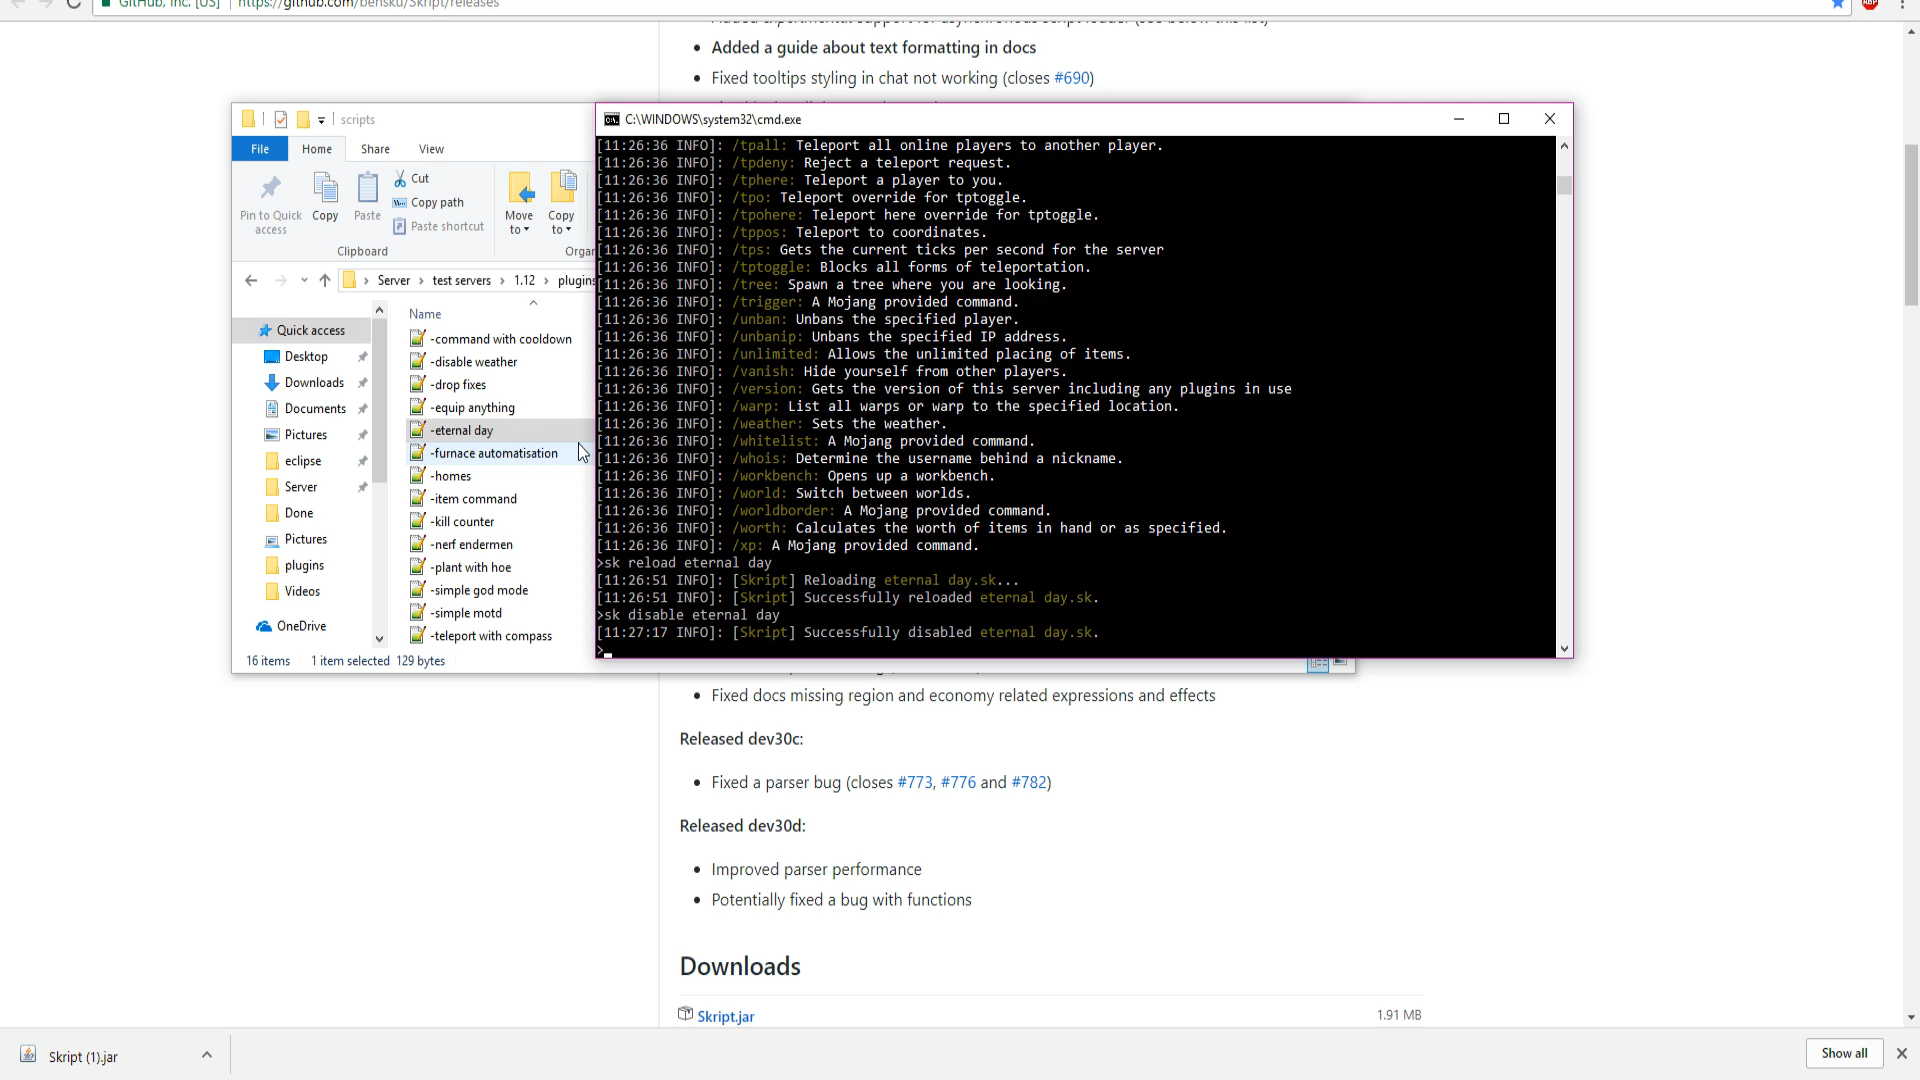 GitHub, Inc. [US]
https://github.com/bensku/Skript/releases
ABP
Added experimental support for asynchronous script loader (see below this list)
Added a guide about text formatting in docs
Fixed tooltips styling in chat not working (closes #690)
scripts
File
Home
Share
View
Pin to Quick access
Copy
Paste
Cut
Copy path
Paste shortcut
Move to
Copy to
Clipboard
Organ
Server > test servers > 1.12 > plugins
Name
Quick access
Desktop
Downloads
Documents
Pictures
eclipse
Server
Done
Pictures
plugins
Videos
OneDrive
-command with cooldown
-disable weather
-drop fixes
-equip anything
-eternal day
-furnace automatisation
-homes
-item command
-kill counter
-nerf endermen
-plant with hoe
-simple god mode
-simple motd
-teleport with compass
16 items
1 item selected 129 bytes
C:\WINDOWS\system32\cmd.exe
[11:26:36 INFO]: /tpall: Teleport all online players to another player.
[11:26:36 INFO]: /tpdeny: Reject a teleport request.
[11:26:36 INFO]: /tphere: Teleport a player to you.
[11:26:36 INFO]: /tpo: Teleport override for tptoggle.
[11:26:36 INFO]: /tpohere: Teleport here override for tptoggle.
[11:26:36 INFO]: /tppos: Teleport to coordinates.
[11:26:36 INFO]: /tps: Gets the current ticks per second for the server
[11:26:36 INFO]: /tptoggle: Blocks all forms of teleportation.
[11:26:36 INFO]: /tree: Spawn a tree where you are looking.
[11:26:36 INFO]: /trigger: A Mojang provided command.
[11:26:36 INFO]: /unban: Unbans the specified player.
[11:26:36 INFO]: /unbanip: Unbans the specified IP address.
[11:26:36 INFO]: /unlimited: Allows the unlimited placing of items.
[11:26:36 INFO]: /vanish: Hide yourself from other players.
[11:26:36 INFO]: /version: Gets the version of this server including any plugins in use
[11:26:36 INFO]: /warp: List all warps or warp to the specified location.
[11:26:36 INFO]: /weather: Sets the weather.
[11:26:36 INFO]: /whitelist: A Mojang provided command.
[11:26:36 INFO]: /whois: Determine the username behind a nickname.
[11:26:36 INFO]: /workbench: Opens up a workbench.
[11:26:36 INFO]: /world: Switch between worlds.
[11:26:36 INFO]: /worldborder: A Mojang provided command.
[11:26:36 INFO]: /worth: Calculates the worth of items in hand or as specified.
[11:26:36 INFO]: /xp: A Mojang provided command.
>sk reload eternal day
[11:26:51 INFO]: [Skript] Reloading eternal day.sk...
[11:26:51 INFO]: [Skript] Successfully reloaded eternal day.sk.
>sk disable eternal day
[11:27:17 INFO]: [Skript] Successfully disabled eternal day.sk.
>
Fixed docs missing region and economy related expressions and effects
Released dev30c:
Fixed a parser bug (closes #773, #776 and #782)
Released dev30d:
Improved parser performance
Potentially fixed a bug with functions
Downloads
Skript.jar
1.91 MB
Skript (1).jar
Show all